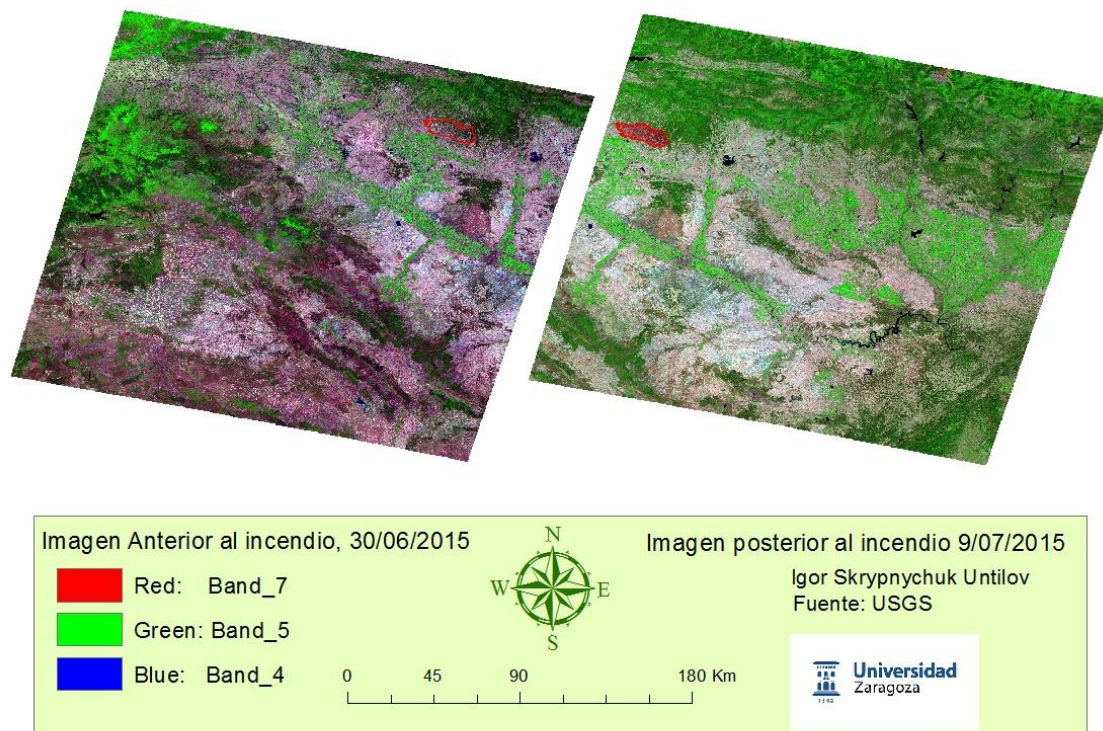 Imagen Anterior al incendio, 30/06/2015
Red: Band_7
Green: Band_5
Blue: Band_4
N
W E
S
0 45 90 180 Km
Imagen posterior al incendio 9/07/2015
Igor Skrypnychuk Untilov
Fuente: USGS
Universidad
Zaragoza